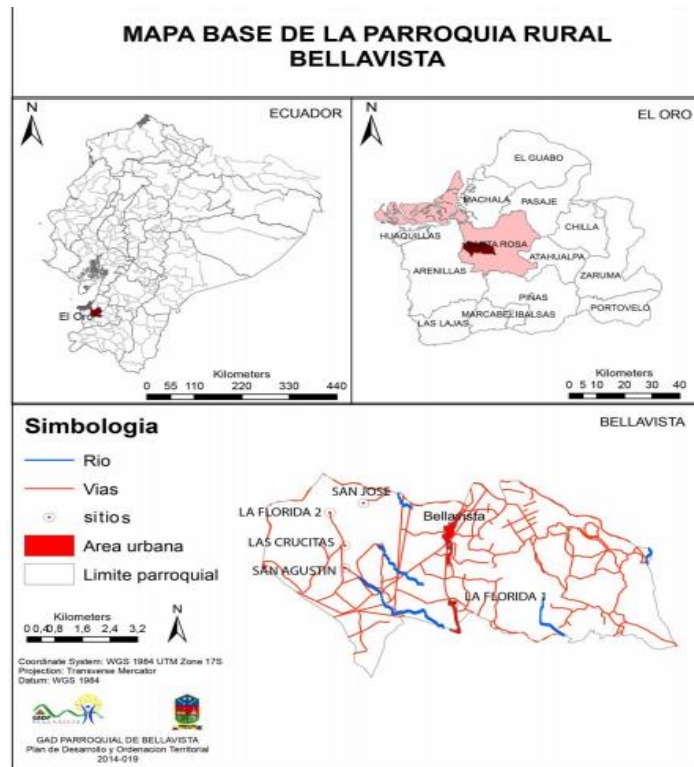 MAPA BASE DE LA PARROQUIA RURAL
BELLAVISTA
N
ECUADOR
El Oro
Kilometers
0 55 110 220 330 440
N
EL ORO
EL GUABO
MACHALA
PASAJE
HUAQUILLAS
CHILLA
SANTA ROSA
ARENILLAS
ATAHUALPA
ZARUMA
PIÑAS
PORTOVELO
LAS LAJAS
MARCABELI
BALSAS
Kilometers
0 5 10 20 30 40
BELLAVISTA
Simbologia
Rio
Vias
sitios
Area urbana
Limite parroquial
Kilometers
0 0,4 0,8 1,6 2,4 3,2
N
Coordinate System: WGS 1984 UTM Zone 17S
Projection: Transverse Mercator
Datum: WGS 1984
GADP
GAD PARROQUIAL DE BELLAVISTA
Plan de Desarrollo y Ordenacion Territorial
2014-019
SAN JOSE
LA FLORIDA 2
Bellavista
LAS CRUCITAS
SAN AGUSTIN
LA FLORIDA 1